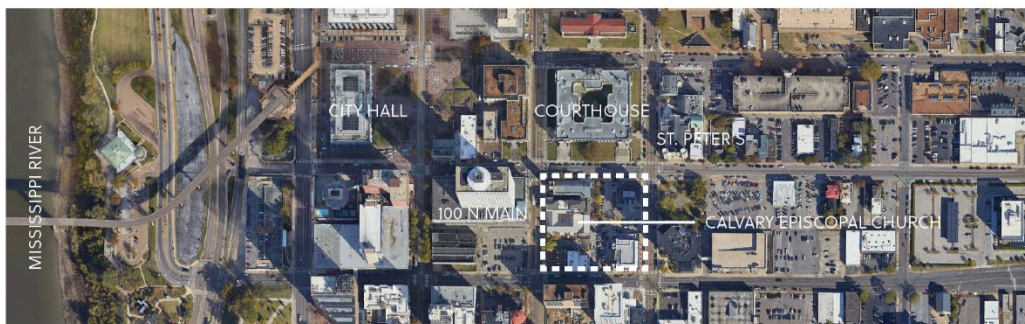 MISSISSIPPI RIVER
CITY HALL
COURTHOUSE
ST. PETER'S
100 N MAIN
CALVARY EPISCOPAL CHURCH